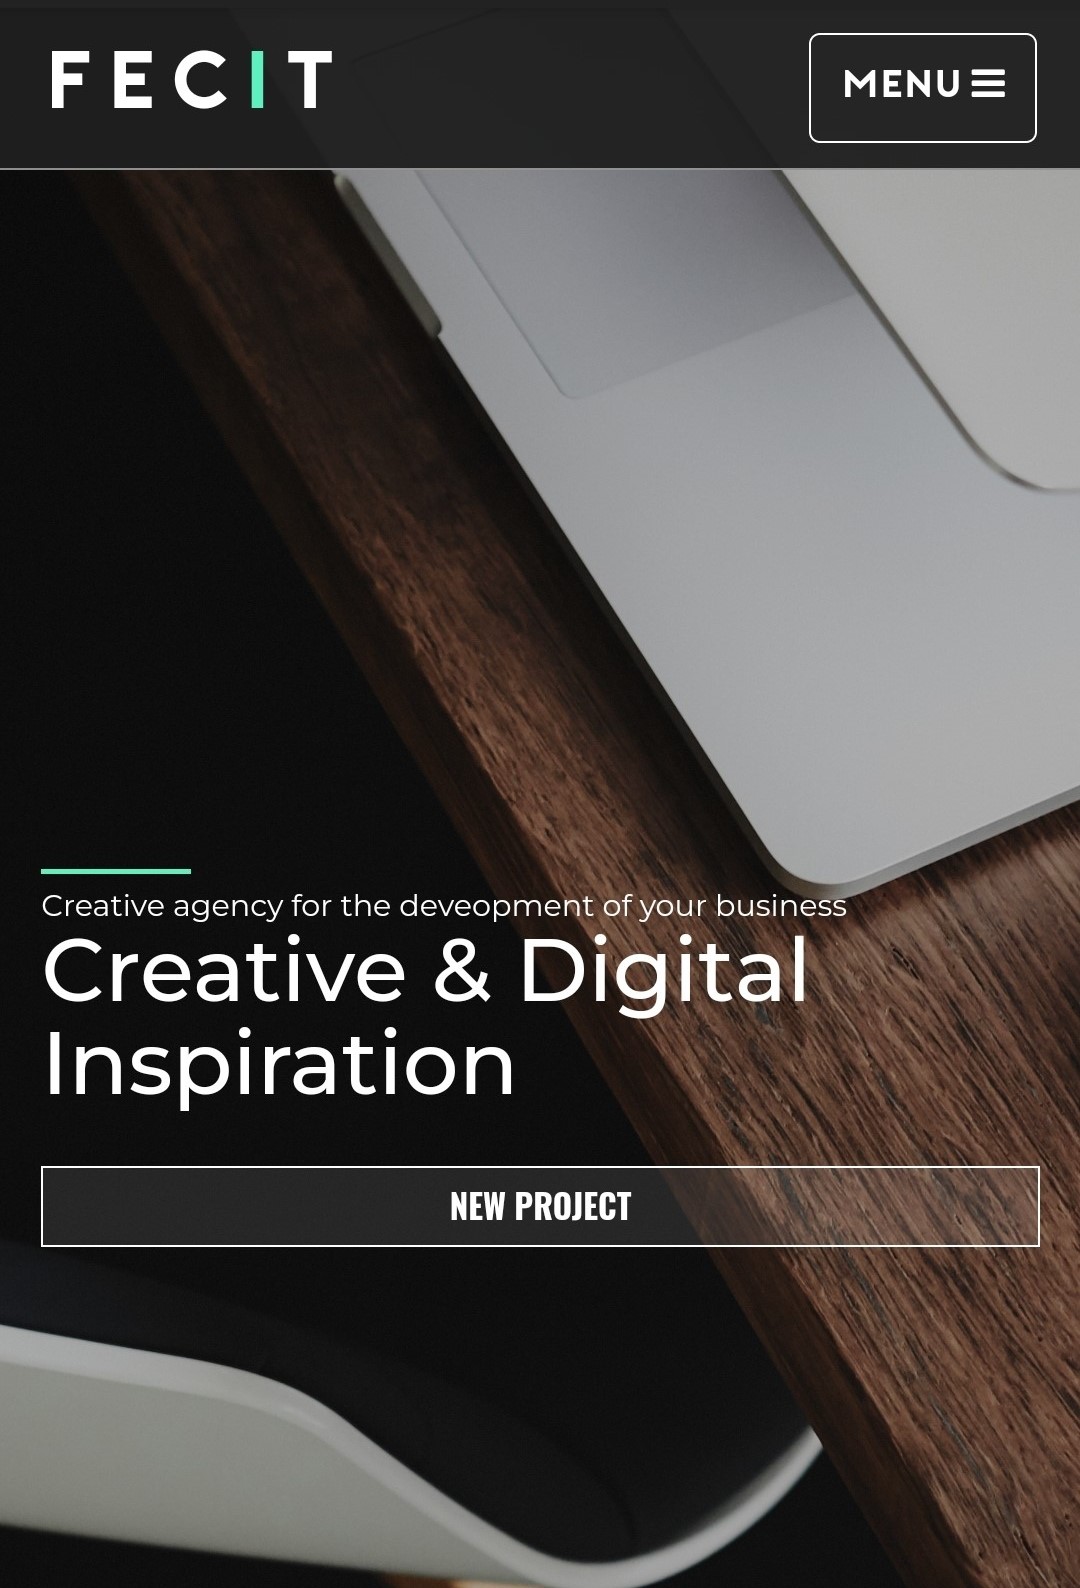 FECIT
MENU
Creative agency for the deveopment of your business
Creative & Digital
Inspiration
NEW PROJECT